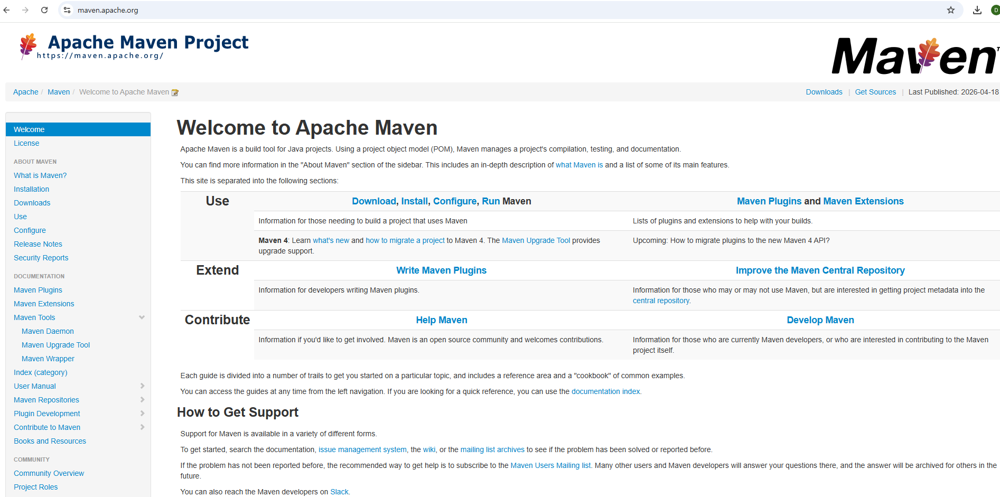 maven.apache.org
D
Apache Maven Project
https://maven.apache.org/
Maven
Apache / Maven / Welcome to Apache Maven
Downloads | Get Sources | Last Published: 2026-04-18
Welcome
License
ABOUT MAVEN
What is Maven?
Installation
Downloads
Use
Configure
Release Notes
Security Reports
DOCUMENTATION
Maven Plugins
Maven Extensions
Maven Tools
Maven Daemon
Maven Upgrade Tool
Maven Wrapper
Index (category)
User Manual
Maven Repositories
Plugin Development
Contribute to Maven
Books and Resources
COMMUNITY
Community Overview
Project Roles
Welcome to Apache Maven
Apache Maven is a build tool for Java projects. Using a project object model (POM), Maven manages a project's compilation, testing, and documentation.
You can find more information in the "About Maven" section of the sidebar. This includes an in-depth description of what Maven is and a list of some of its main features.
This site is separated into the following sections:
Use
Download, Install, Configure, Run Maven
Maven Plugins and Maven Extensions
Information for those needing to build a project that uses Maven
Lists of plugins and extensions to help with your builds.
Maven 4: Learn what's new and how to migrate a project to Maven 4. The Maven Upgrade Tool provides
upgrade support.
Upcoming: How to migrate plugins to the new Maven 4 API?
Extend
Write Maven Plugins
Improve the Maven Central Repository
Information for developers writing Maven plugins.
Information for those who may or may not use Maven, but are interested in getting project metadata into the
central repository.
Contribute
Help Maven
Develop Maven
Information if you'd like to get involved. Maven is an open source community and welcomes contributions.
Information for those who are currently Maven developers, or who are interested in contributing to the Maven
project itself.
Each guide is divided into a number of trails to get you started on a particular topic, and includes a reference area and a "cookbook" of common examples.
You can access the guides at any time from the left navigation. If you are looking for a quick reference, you can use the documentation index.
How to Get Support
Support for Maven is available in a variety of different forms.
To get started, search the documentation, issue management system, the wiki, or the mailing list archives to see if the problem has been solved or reported before.
If the problem has not been reported before, the recommended way to get help is to subscribe to the Maven Users Mailing list. Many other users and Maven developers will answer your questions there, and the answer will be archived for others in the
future.
You can also reach the Maven developers on Slack.